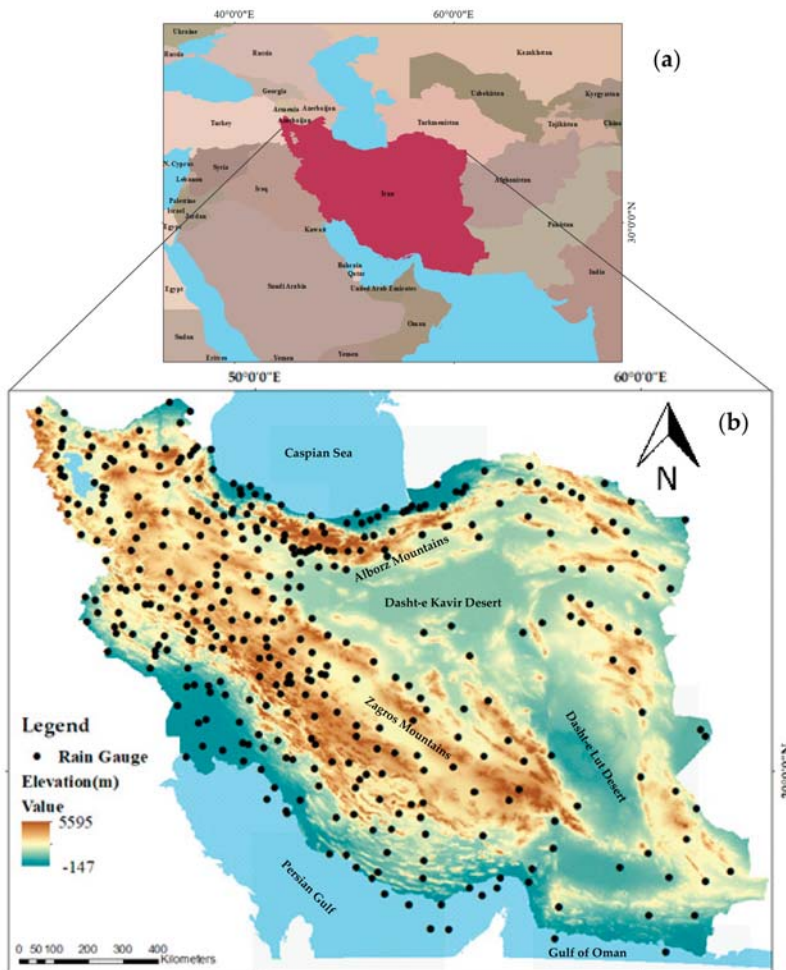 40°0'0"E
60°0'0"E
(a)
Ukraine
Russia
Russia
Kazakhstan
Georgia
Uzbekistan
Kyrgyzstan
Armenia
Azerbaijan
Azerbaijan
Turkey
Turkmenistan
Tajikistan
China
N. Cyprus
Syria
Lebanon
Iraq
Iran
Afghanistan
Palestine
Israel
Jordan
Pakistan
30°0'0"N
Egypt
Kuwait
Bahrain
Qatar
India
Egypt
Saudi Arabia
United Arab Emirates
Oman
Sudan
Eritrea
Yemen
Yemen
50°0'0"E
60°0'0"E
(b)
Caspian Sea
N
Alborz Mountains
Dasht-e Kavir Desert
Zagros Mountains
Dasht-e Lut Desert
Legend
Rain Gauge
Elevation(m)
Value
5595
-147
Persian Gulf
Gulf of Oman
0 50 100 200 300 400
Kilometers